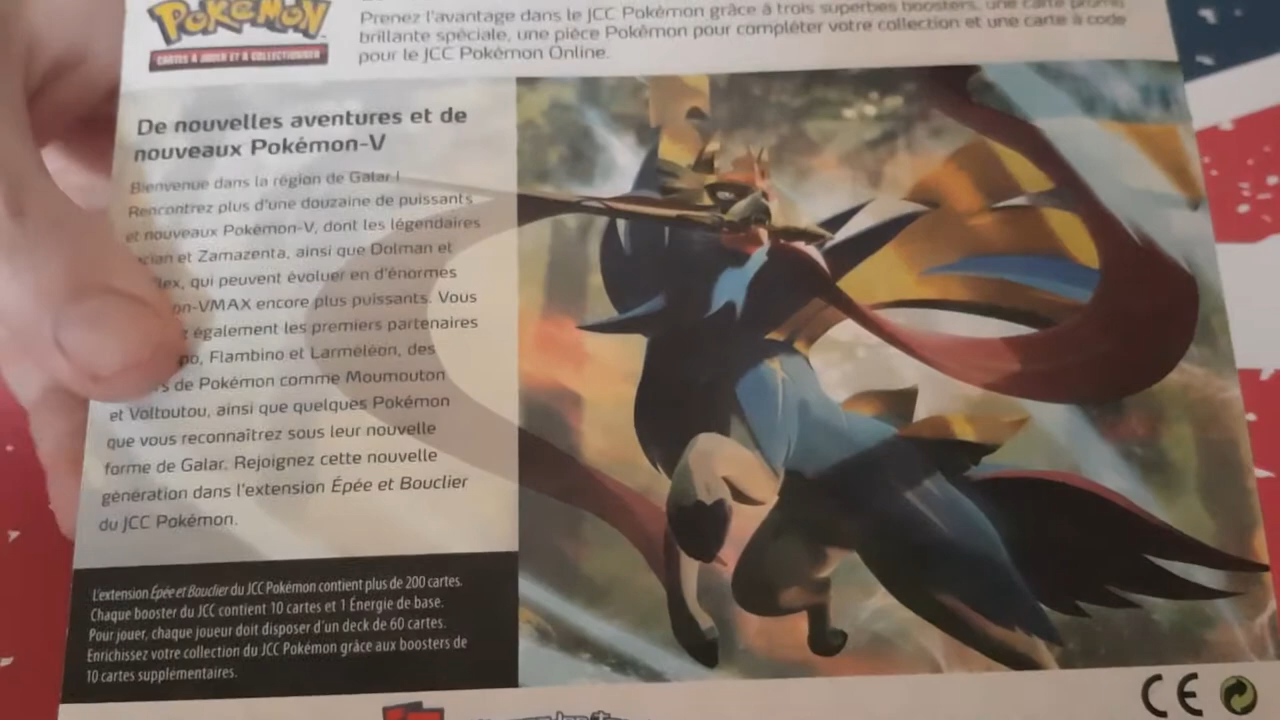 POKÉMON
CARTES À JOUER ET À COLLECTIONNER
Prenez l'avantage dans le JCC Pokémon grâce à trois superbes boosters, une carte promo
brillante spéciale, une pièce Pokémon pour compléter votre collection et une carte à code
pour le JCC Pokémon Online.
De nouvelles aventures et de
nouveaux Pokémon-V
Bienvenue dans la région de Galar !
Rencontrez plus d'une douzaine de puissants
et nouveaux Pokémon-V, dont les légendaires
et Zamazenta, ainsi que Dolman et
qui peuvent évoluer en d'énormes
encore plus puissants. Vous
également les premiers partenaires
Flambino et Larméléon, des
de Pokémon comme Moumouton
et Voltoutou, ainsi que quelques Pokémon
que vous reconnaîtrez sous leur nouvelle
forme de Galar. Rejoignez cette nouvelle
génération dans l'extension Épée et Bouclier
du JCC Pokémon.
L'extension Épée et Bouclier du JCC Pokémon contient plus de 200 cartes.
Chaque booster du JCC contient 10 cartes et 1 Énergie de base.
Pour jouer, chaque joueur doit disposer d'un deck de 60 cartes.
Enrichissez votre collection du JCC Pokémon grâce aux boosters de
10 cartes supplémentaires.
CE